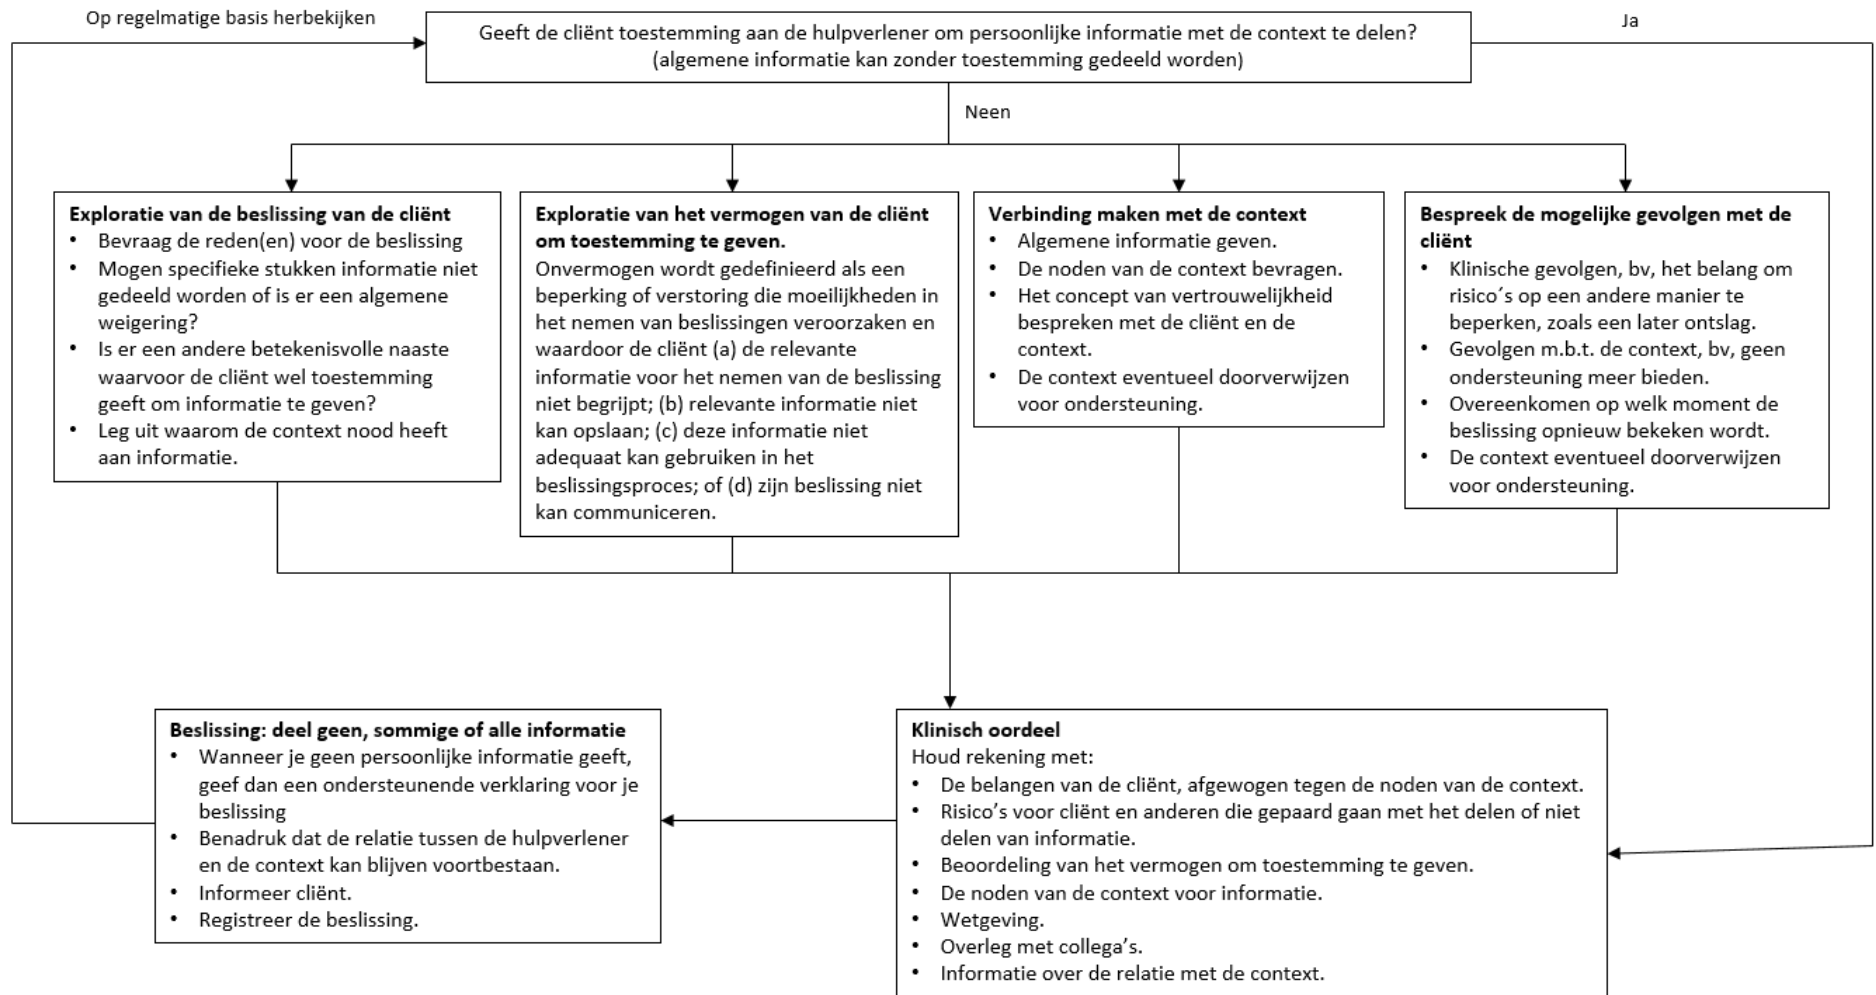 Op regelmatige basis herbekijken
Geeft de cliënt toestemming aan de hulpverlener om persoonlijke informatie met de context te delen?
(algemene informatie kan zonder toestemming gedeeld worden)
Ja
Neen
Exploratie van de beslissing van de cliënt
• Bevraag de reden(en) voor de beslissing
• Mogen specifieke stukken informatie niet
gedeeld worden of is er een algemene
weigering?
• Is er een andere betekenisvolle naaste
waarvoor de cliënt wel toestemming
geeft om informatie te geven?
• Leg uit waarom de context nood heeft
aan informatie.
Exploratie van het vermogen van de cliënt
om toestemming te geven.
Onvermogen wordt gedefinieerd als een
beperking of verstoring die moeilijkheden in
het nemen van beslissingen veroorzaken en
waardoor de cliënt (a) de relevante
informatie voor het nemen van de beslissing
niet begrijpt; (b) relevante informatie niet
kan opslaan; (c) deze informatie niet
adequaat kan gebruiken in het
beslissingsproces; of (d) zijn beslissing niet
kan communiceren.
Verbinding maken met de context
• Algemene informatie geven.
• De noden van de context bevragen.
• Het concept van vertrouwelijkheid
bespreken met de cliënt en de
context.
• De context eventueel doorverwijzen
voor ondersteuning.
Bespreek de mogelijke gevolgen met de
cliënt
• Klinische gevolgen, bv, het belang om
risico´s op een andere manier te
beperken, zoals een later ontslag.
• Gevolgen m.b.t. de context, bv, geen
ondersteuning meer bieden.
• Overeenkomen op welk moment de
beslissing opnieuw bekeken wordt.
• De context eventueel doorverwijzen
voor ondersteuning.
Beslissing: deel geen, sommige of alle informatie
• Wanneer je geen persoonlijke informatie geeft,
geef dan een ondersteunende verklaring voor je
beslissing
• Benadruk dat de relatie tussen de hulpverlener
en de context kan blijven voortbestaan.
• Informeer cliënt.
• Registreer de beslissing.
Klinisch oordeel
Houd rekening met:
• De belangen van de cliënt, afgewogen tegen de noden van de context.
• Risico’s voor cliënt en anderen die gepaard gaan met het delen of niet
delen van informatie.
• Beoordeling van het vermogen om toestemming te geven.
• De noden van de context voor informatie.
• Wetgeving.
• Overleg met collega’s.
• Informatie over de relatie met de context.